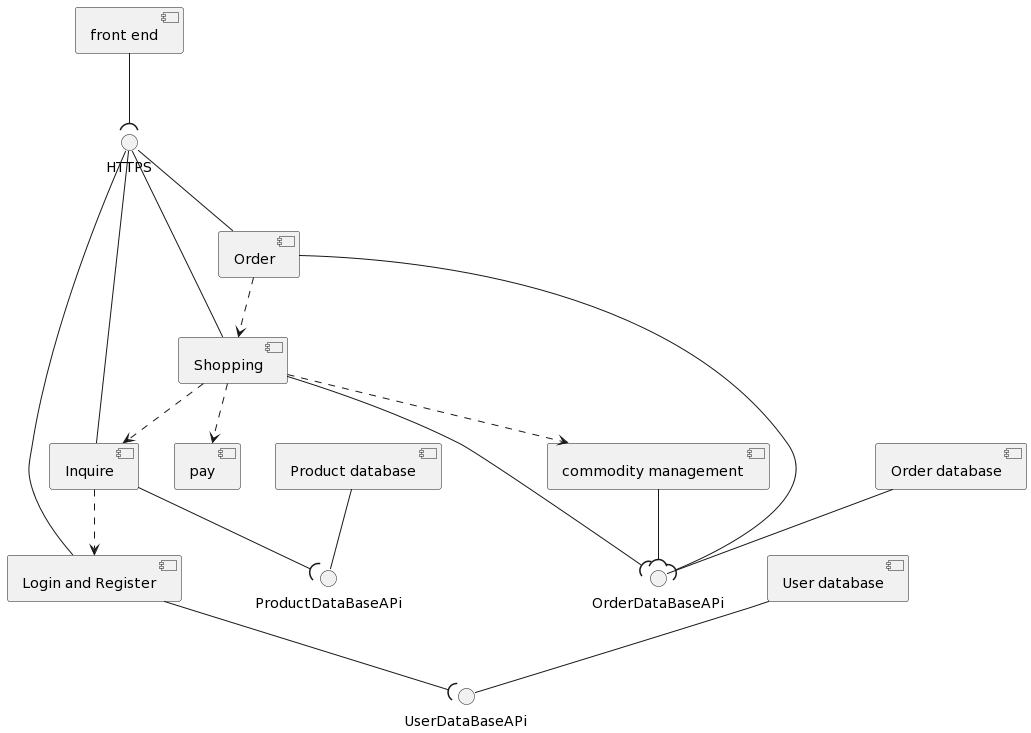 front end
HTTPS
Order
Shopping
Inquire
pay
Product database
commodity management
Order database
Login and Register
User database
ProductDataBaseAPi
OrderDataBaseAPi
UserDataBaseAPi